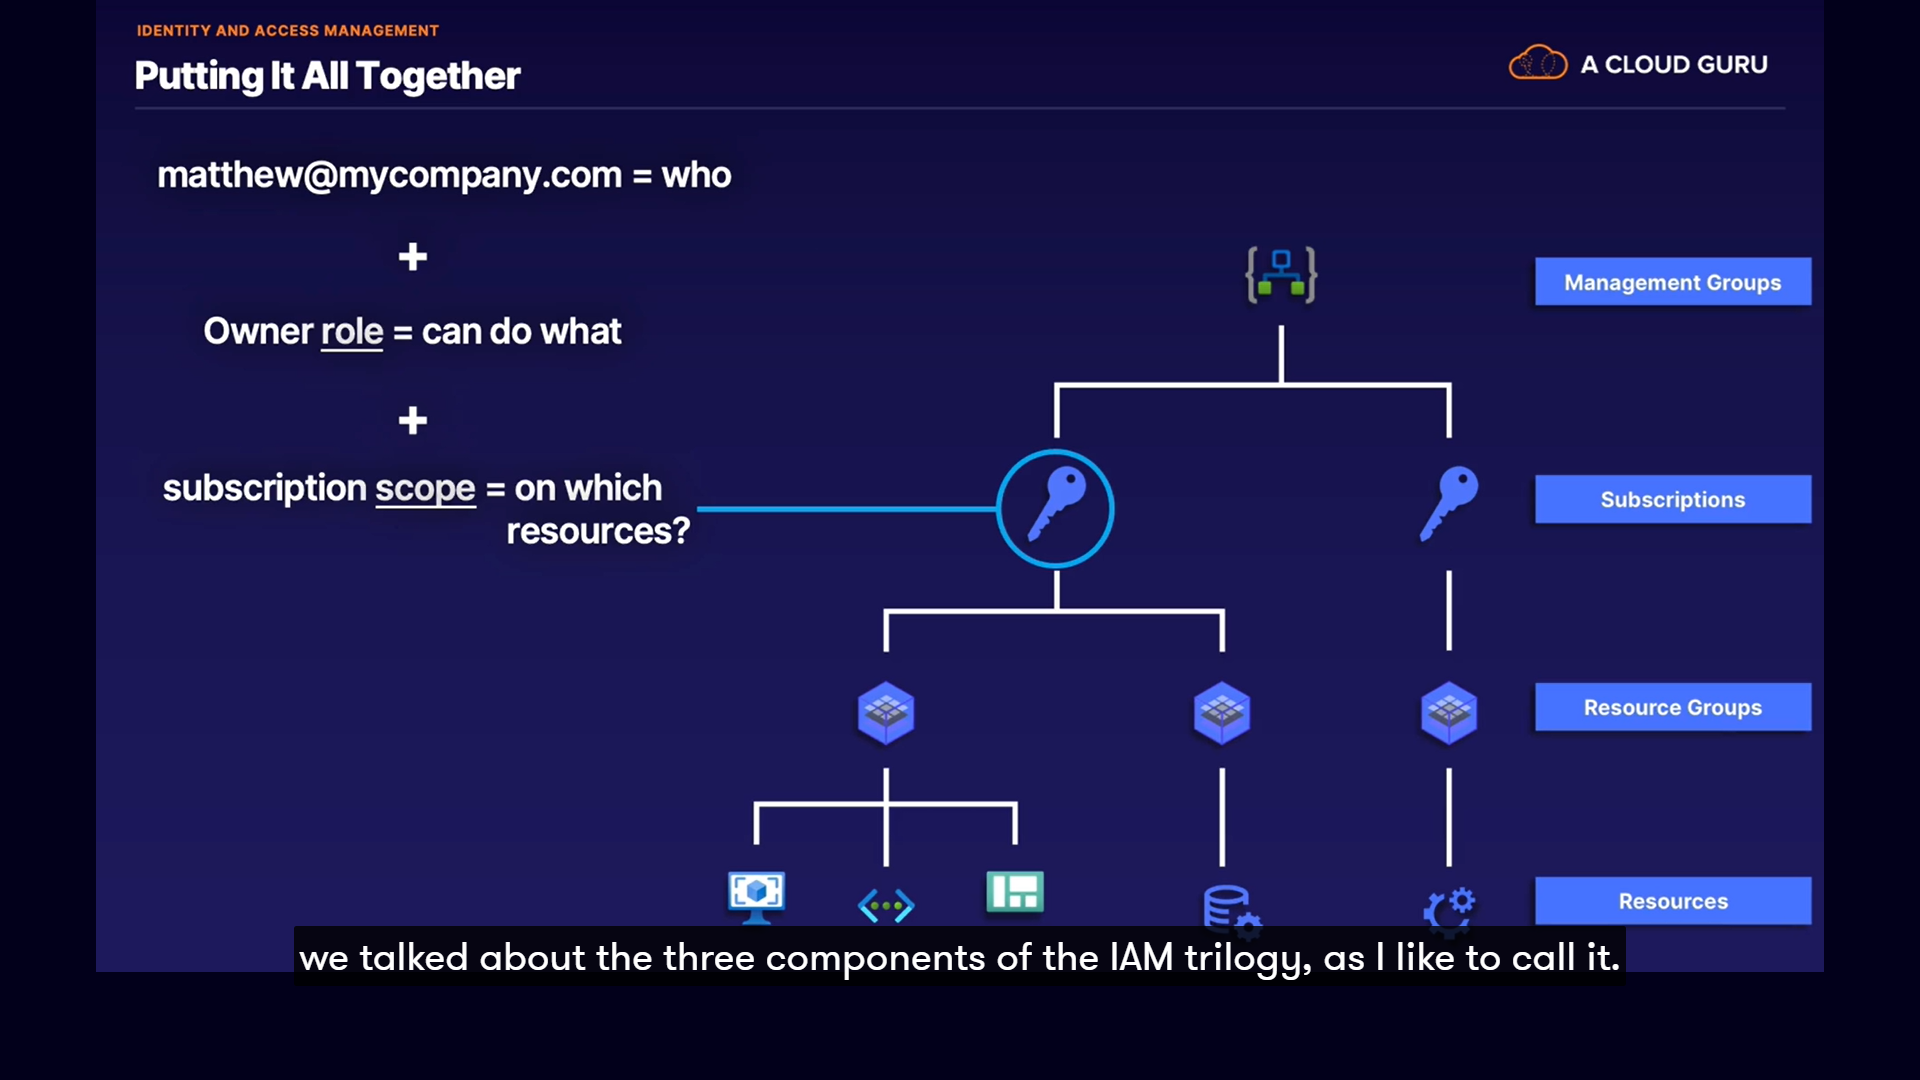 IDENTITY AND ACCESS MANAGEMENT
Putting It All Together
A CLOUD GURU
matthew@mycompany.com = who
+
Owner role = can do what
+
subscription scope = on which
resources?
Management Groups
Subscriptions
Resource Groups
Resources
we talked about the three components of the IAM trilogy, as I like to call it.